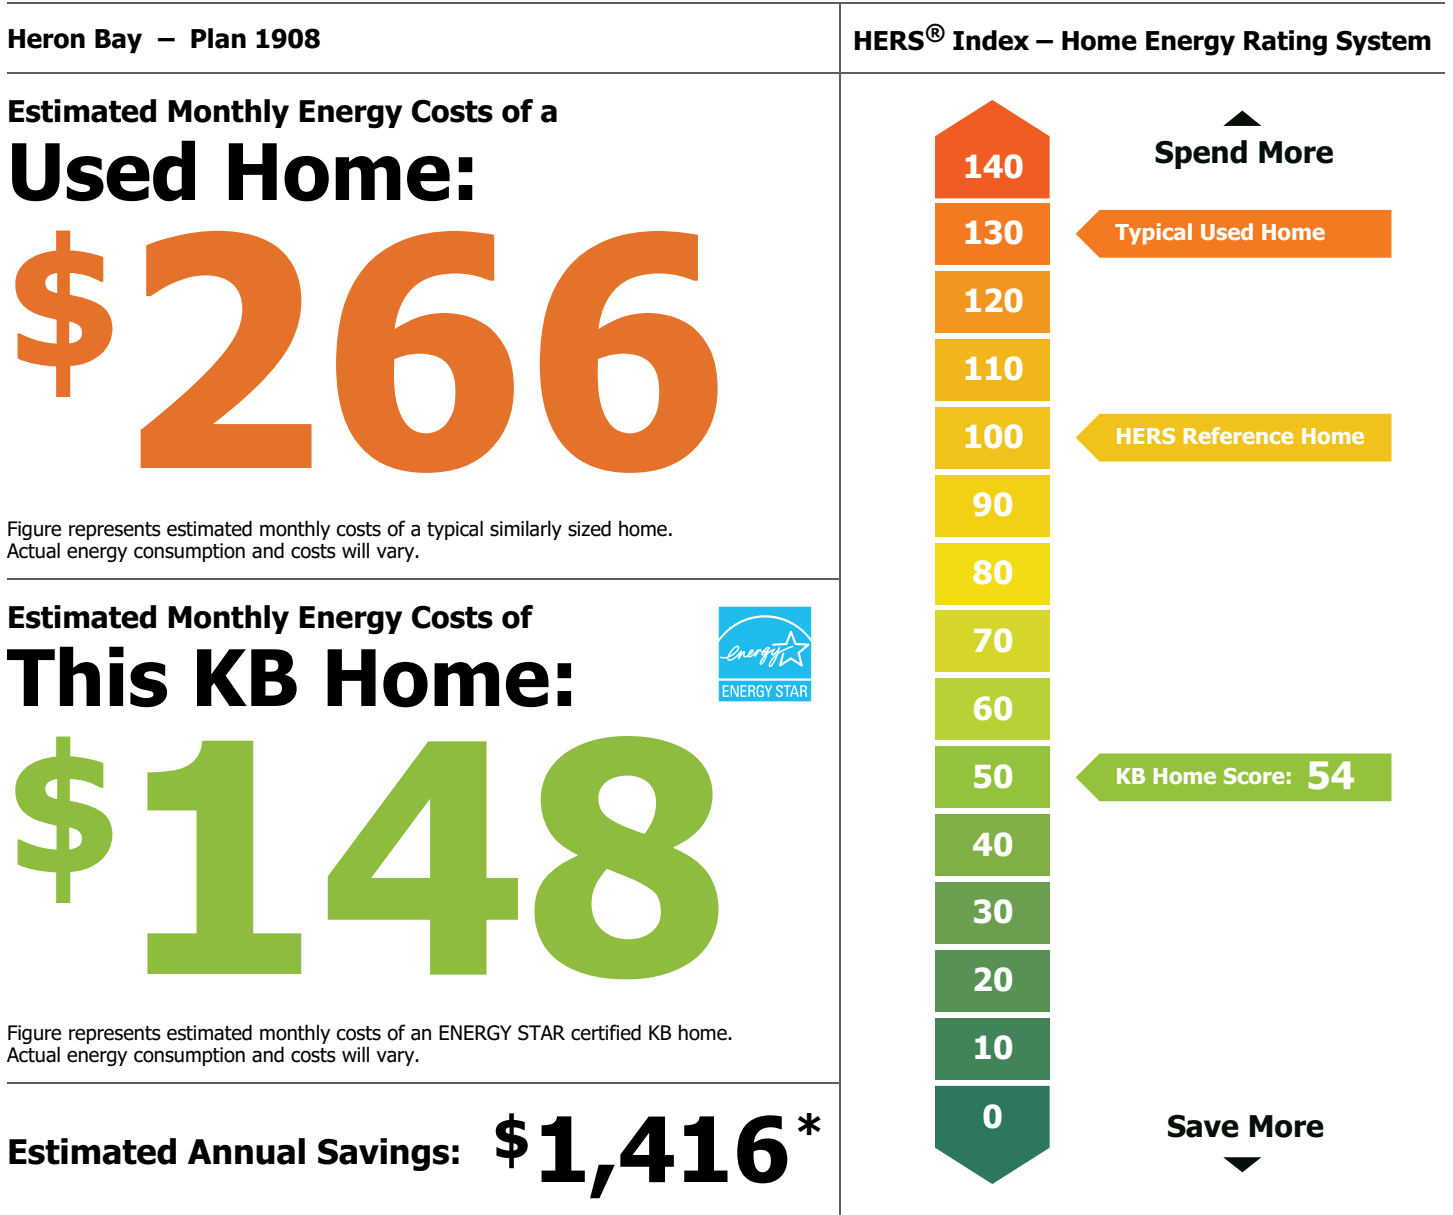 Heron Bay – Plan 1908
Estimated Monthly Energy Costs of a
Used Home:
$266
Figure represents estimated monthly costs of a typical similarly sized home.
Actual energy consumption and costs will vary.
Estimated Monthly Energy Costs of
This KB Home:
energy
ENERGY STAR
$148
Figure represents estimated monthly costs of an ENERGY STAR certified KB home.
Actual energy consumption and costs will vary.
Estimated Annual Savings: $1,416*
HERS® Index – Home Energy Rating System
Spend More
140
130 Typical Used Home
120
110
100 HERS Reference Home
90
80
70
60
50 KB Home Score: 54
40
30
20
10
0
Save More